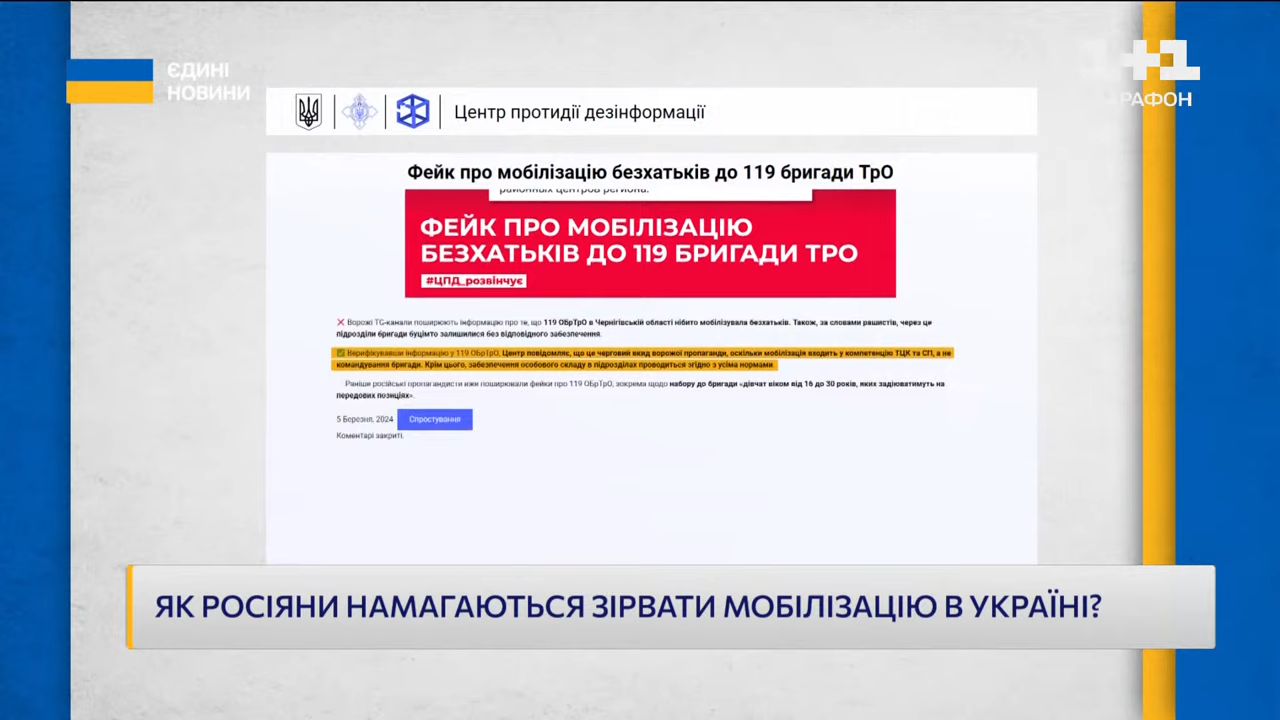 ЄДИНІ
НОВИНИ
1+1
РАФОН
Центр протидії дезінформації
Фейк про мобілізацію безхатьків до 119 бригади ТрО
районных центров региона.
ФЕЙК ПРО МОБІЛІЗАЦІЮ
БЕЗХАТЬКІВ ДО 119 БРИГАДИ ТРО
#ЦПД_розвінчує
Ворожі ТG-канали поширюють інформацію про те, що 119 ОБрТрО в Чернігівській області нібито мобілізувала безхатьків. Також, за словами рашистів, через це
підрозділи бригади буцімто залишилися без відповідного забезпечення.
Верифікувавши інформацію у 119 ОБрТрО, Центр повідомляє, що це черговий вкид ворожої пропаганди, оскільки мобілізація входить у компетенцію ТЦК та СП, а не
командування бригади. Крім цього, забезпечення особового складу в підрозділах проводиться згідно з усіма нормами.
Раніше російські пропагандисти вже поширювали фейки про 119 ОБрТрО, зокрема щодо набору до бригади «дівчат віком від 16 до 30 років, яких задіюватимуть на
передових позиціях».
5 Березня, 2024 Спростування
Коментарі закриті.
ЯК РОСІЯНИ НАМАГАЮТЬСЯ ЗІРВАТИ МОБІЛІЗАЦІЮ В УКРАЇНІ?